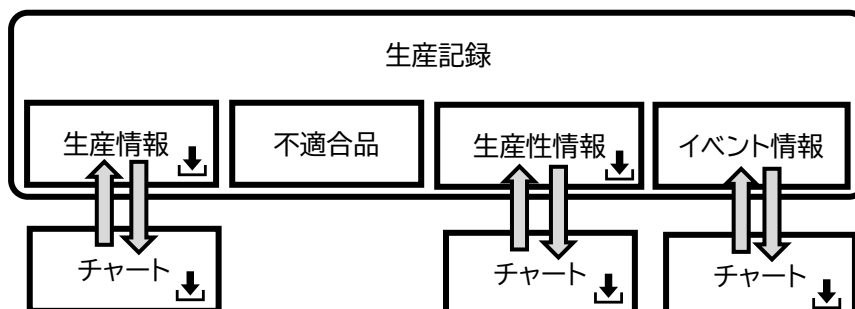 生産記録
生産情報
不適合品
生産性情報
イベント情報
チャート
チャート
チャート